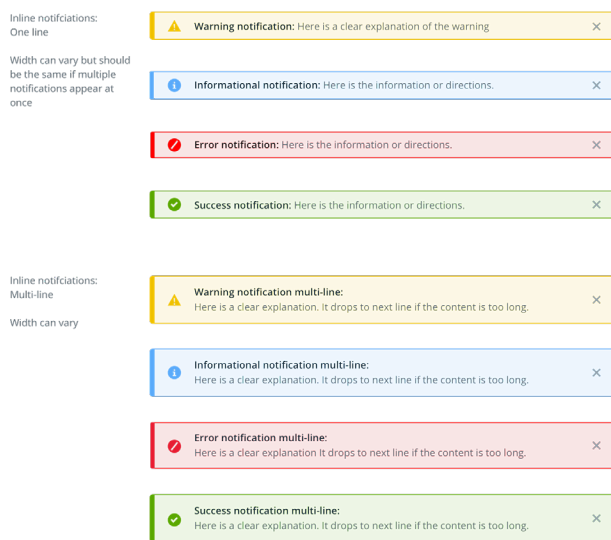 Inline notifciations:
One line
Width can vary but should
be the same if multiple
notifications appear at
once
Warning notification: Here is a clear explanation of the warning
Informational notification: Here is the information or directions.
Error notification: Here is the information or directions.
Success notification: Here is the information or directions.
Inline notifciations:
Multi-line
Width can vary
Warning notification multi-line:
Here is a clear explanation. It drops to next line if the content is too long.
Informational notification multi-line:
Here is a clear explanation. It drops to next line if the content is too long.
Error notification multi-line:
Here is a clear explanation It drops to next line if the content is too long.
Success notification multi-line:
Here is a clear explanation. It drops to next line if the content is too long.